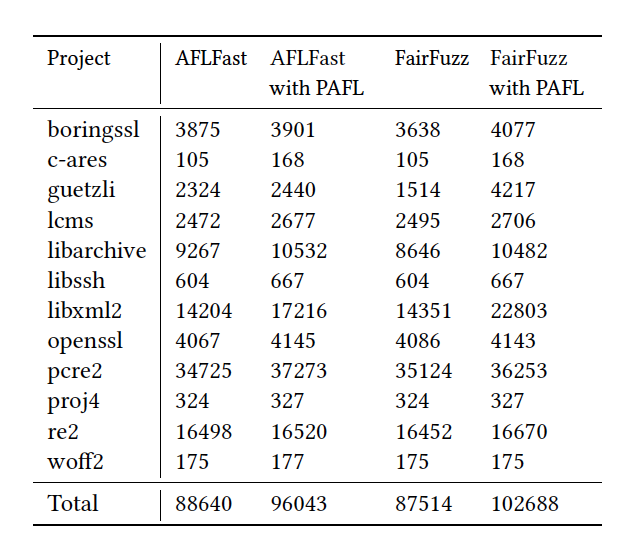 Project AFLFast AFLFast FairFuzz FairFuzz
with PAFL with PAFL
boringssl 3875 3901 3638 4077
c-ares 105 168 105 168
guetzli 2324 2440 1514 4217
lcms 2472 2677 2495 2706
libarchive 9267 10532 8646 10482
libssh 604 667 604 667
libxml2 14204 17216 14351 22803
openssl 4067 4145 4086 4143
pcre2 34725 37273 35124 36253
proj4 324 327 324 327
re2 16498 16520 16452 16670
woff2 175 177 175 175
Total 88640 96043 87514 102688